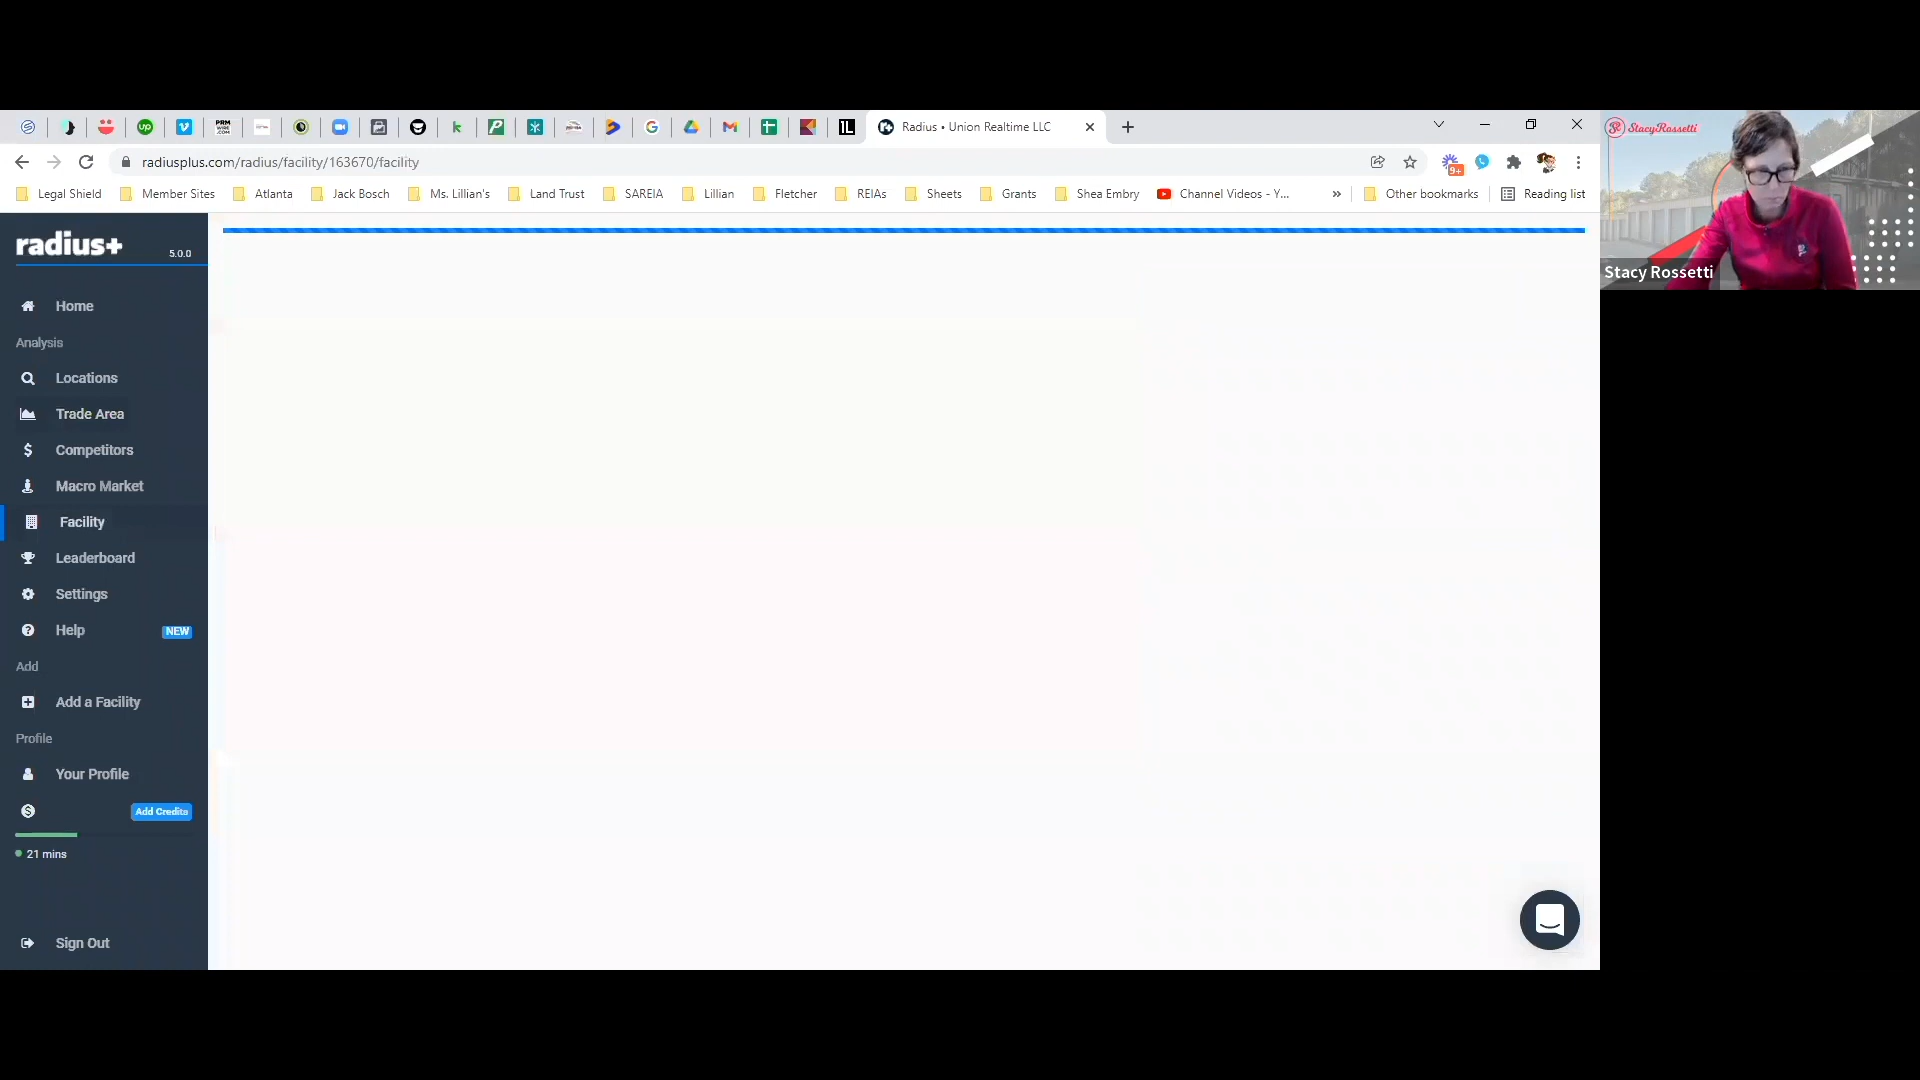 Radius • Union Realtime LLC
radiusplus.com/radius/facility/163670/facility
9+
Legal Shield
Member Sites
Atlanta
Jack Bosch
Ms. Lillian's
Land Trust
SAREIA
Lillian
Fletcher
REIAs
Sheets
Grants
Shea Embry
Channel Videos - Y...
»
Other bookmarks
Reading list
radius+
5.0.0
Home
Analysis
Locations
Trade Area
Competitors
Macro Market
Facility
Leaderboard
Settings
Help
NEW
Add
Add a Facility
Profile
Your Profile
Add Credits
21 mins
Sign Out
StacyRossetti
Stacy Rossetti